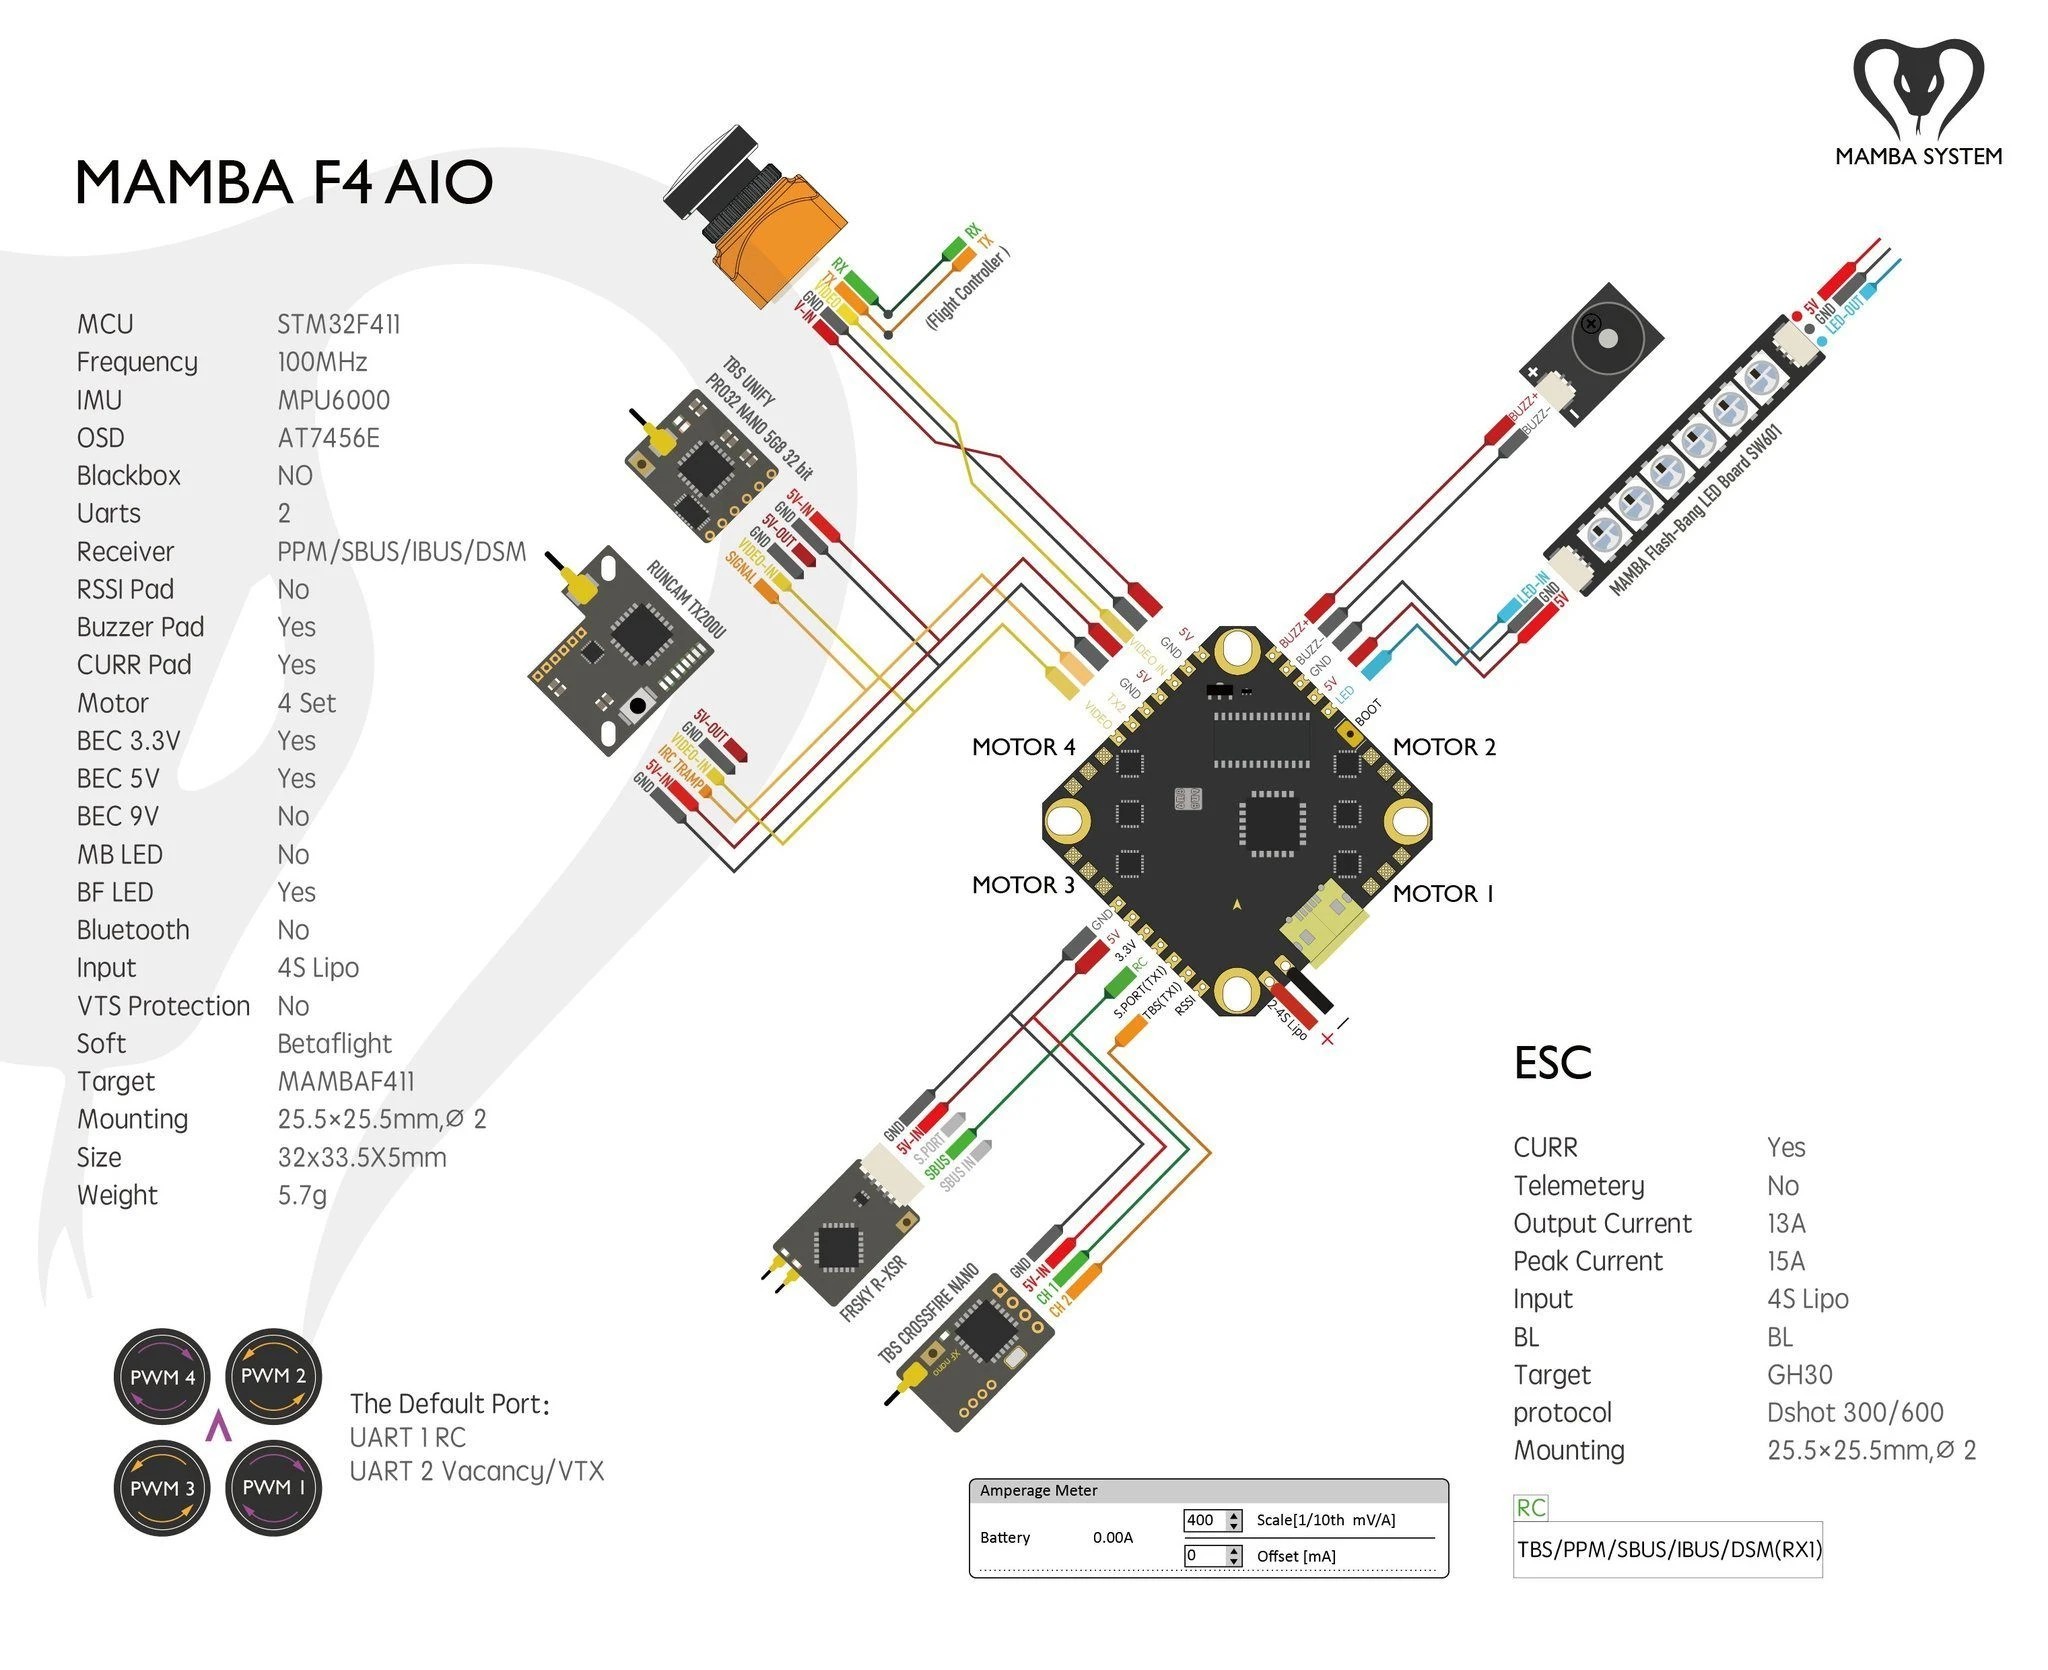 MAMBA SYSTEM
MAMBA F4 AIO
MCU STM32F411
Frequency 100MHz
IMU MPU6000
OSD AT7456E
Blackbox NO
Uarts 2
Receiver PPM/SBUS/IBUS/DSM
RSSI Pad No
Buzzer Pad Yes
CURR Pad Yes
Motor 4 Set
BEC 3.3V Yes
BEC 5V Yes
BEC 9V No
MB LED No
BF LED Yes
Bluetooth No
Input 4S Lipo
VTS Protection No
Soft Betaflight
Target MAMBAF411
Mounting 25.5×25.5mm,Ø 2
Size 32x33.5X5mm
Weight 5.7g
RX
TX
(Flight Controller )
RX
TX
VIDEO
GND
V-IN
TBS UNIFY
PRO32 NANO 5G8 32 bit
5V-IN
GND
5V-OUT
GND
VIDEO-IN
SIGNAL
RUNCAM TX200U
5V-OUT
GND
VIDEO-IN
IRC TRAMP
5V-IN
GND
5V
GND
VIDEO IN
5V
GND
TX2
VIDEO
+
-
BUZZ+
BUZZ-
5V
GND
LED-OUT
MAMBA Flash-Bang LED Board SW601
LED-IN
GND
5V
BUZZ+
BUZZ-
GND
5V
LED
BOOT
MOTOR 4
MOTOR 2
MOTOR 3
MOTOR 1
GND
5V
3.3V
RC
S.PORT(TX1)
TBS(TX1)
RSSI
2-4S Lipo
+
-
GND
5V-IN
S.PORT
SBUS
SBUS IN
FRSKY R-XSR
GND
5V-IN
CH 1
CH 2
TBS CROSSFIRE NANO
XF nano
ESC
CURR Yes
Telemetery No
Output Current 13A
Peak Current 15A
Input 4S Lipo
BL BL
Target GH30
protocol Dshot 300/600
Mounting 25.5×25.5mm,Ø 2
RC
TBS/PPM/SBUS/IBUS/DSM(RX1)
PWM 4
PWM 2
PWM 3
PWM 1
The Default Port:
UART 1 RC
UART 2 Vacancy/VTX
Amperage Meter
Battery 0.00A
400 Scale[1/10th mV/A]
0 Offset [mA]